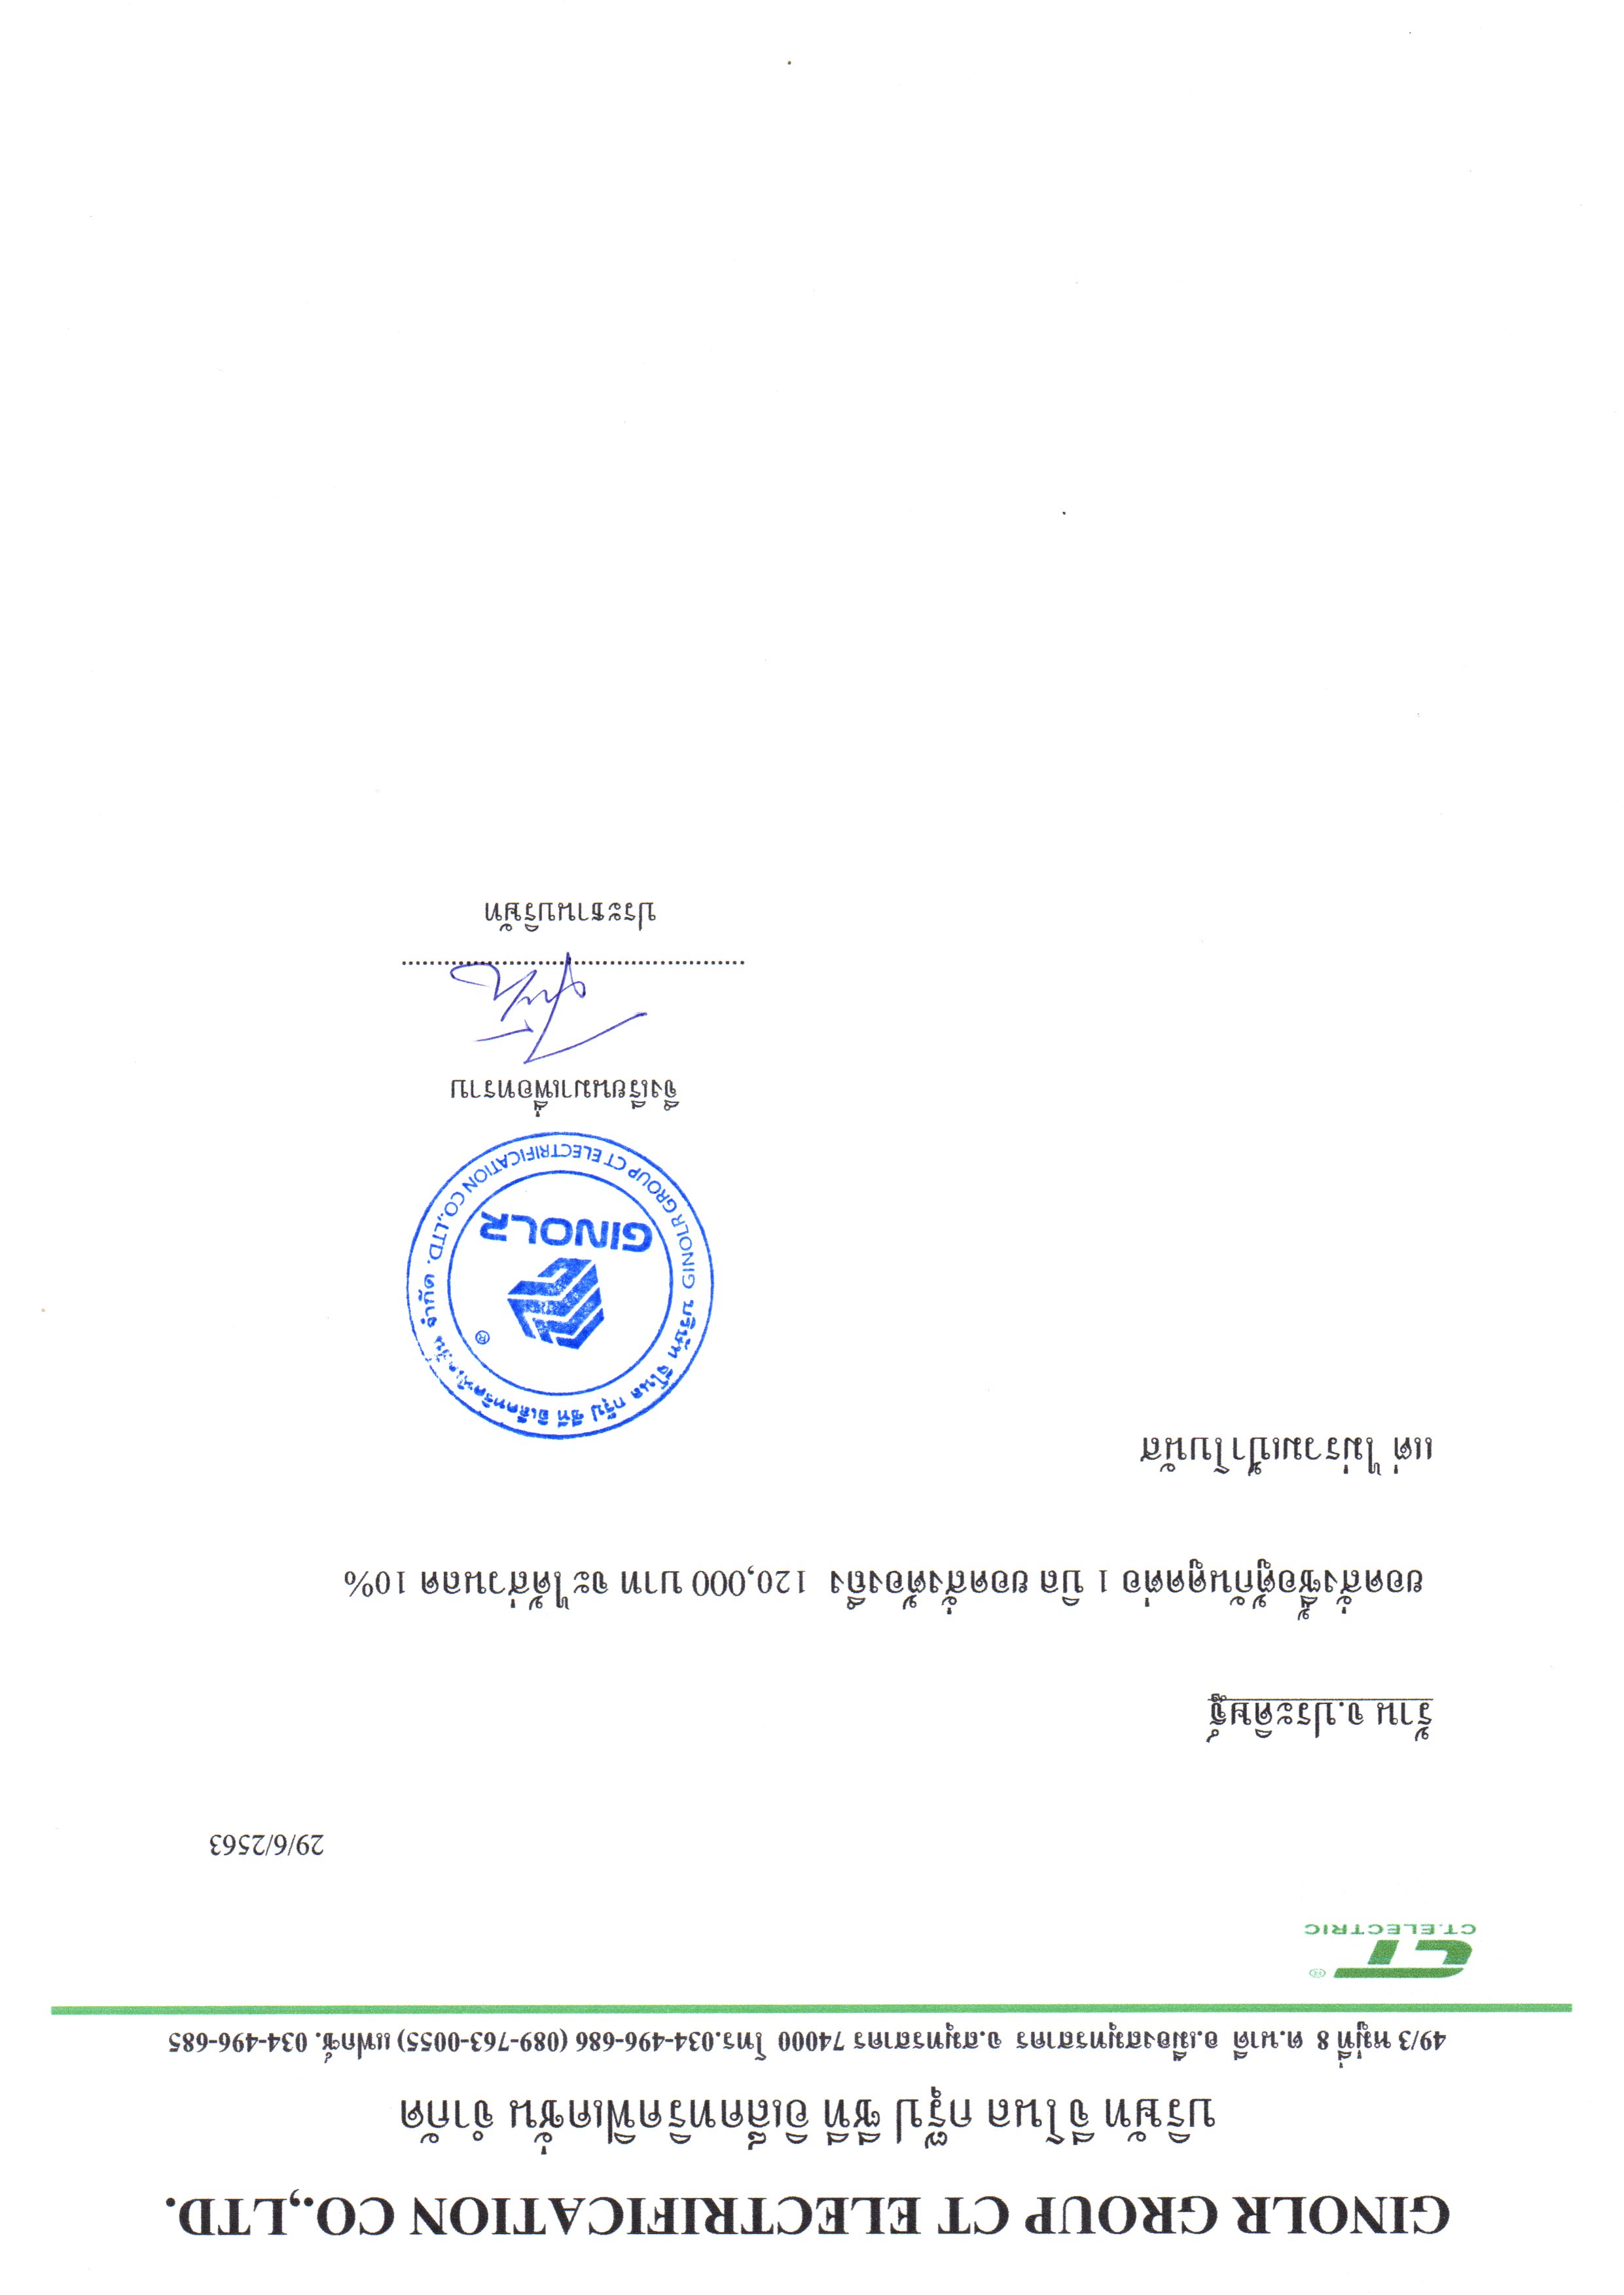 GINOLR GROUP CT ELECTRIFICATION CO.,LTD.
บริษัท จีโนล กรุ๊ป ซีที อิเล็คทริคฟิเคชั่น จำกัด
49/3 หมู่ที่ 8 ต.นาดี อ.เมืองสมุทรสาคร จ.สมุทรสาคร 74000 โทร.034-496-686 (089-763-0055) แฟกซ์. 034-496-685
CT ®
CT.ELECTRIC
29/6/2563
ร้าน จ.ประดิษฐ์
ยอดสั่งซื้อตู้กันดูดต่อ 1 บิล ยอดสั่งต้องถึง 120,000 บาท จะได้ส่วนลด 10%
แต่ ไม่รวมเป้าโบนัส
บริษัท จีโนล กรุ๊ป ซีที อิเล็คทริคฟิเคชั่น จำกัด
®
GINOLR
GINOLR GROUP CT ELECTRIFICATION CO.,LTD.
จึงเรียนมาเพื่อทราบ
ประธานบริษัท